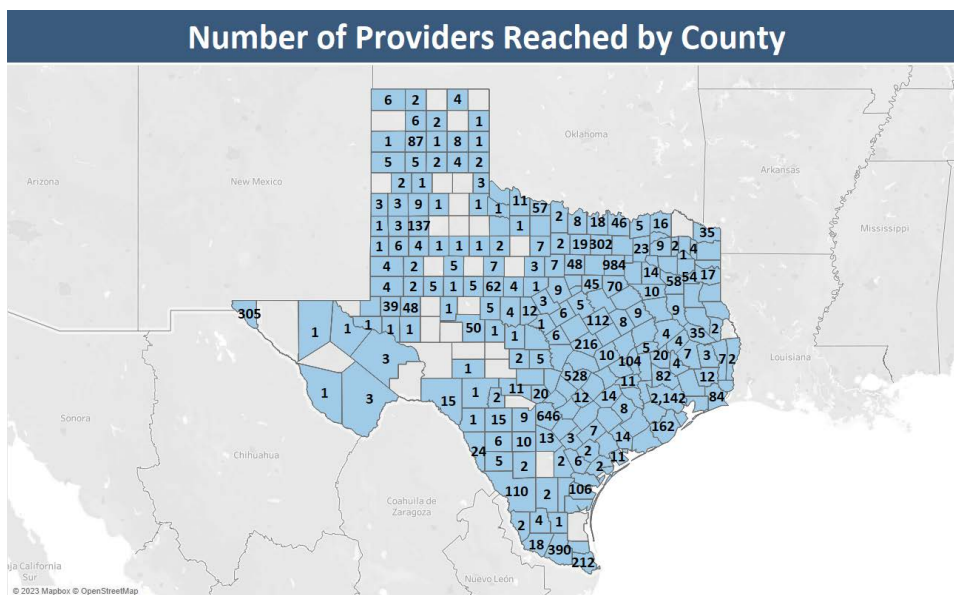 Number of Providers Reached by County
6 2 4
Oklahoma
6 2 1
Arkansas
1 87 1 8 1
5 5 2 4 2
Arizona
New Mexico
2 1 3
3 3 9 1 1 1 11 57 2 8 18 46 5 16
Mississippi
1 3 137 1 35
1 6 4 1 1 1 2 7 2 19 302 23 9 2 1 4
4 2 5 7 3 7 48 984 14 58 54 17
4 2 5 1 5 62 4 1 9 45 70 10
305 39 48 1 50 5 4 12 3 6 5 112 8 9 9
1 1 1 1 1 1 1 1 6 216 4 4 35 2
Louisiana
3 1 2 5 10 104 5 20 4 7 3 7 2
528 11 82 12
1 3 15 1 2 11 20 12 14 8 2,142 84
Sonora
1 15 9 646 7 14 162
24 6 10 13 3 2 11
Chihuahua
5 2 2 6 2
110 2 106
Coahuila de
Zaragoza
2 4 1
18 390
212
Nuevo León
aja California
Sur
© 2023 Mapbox © OpenStreetMap